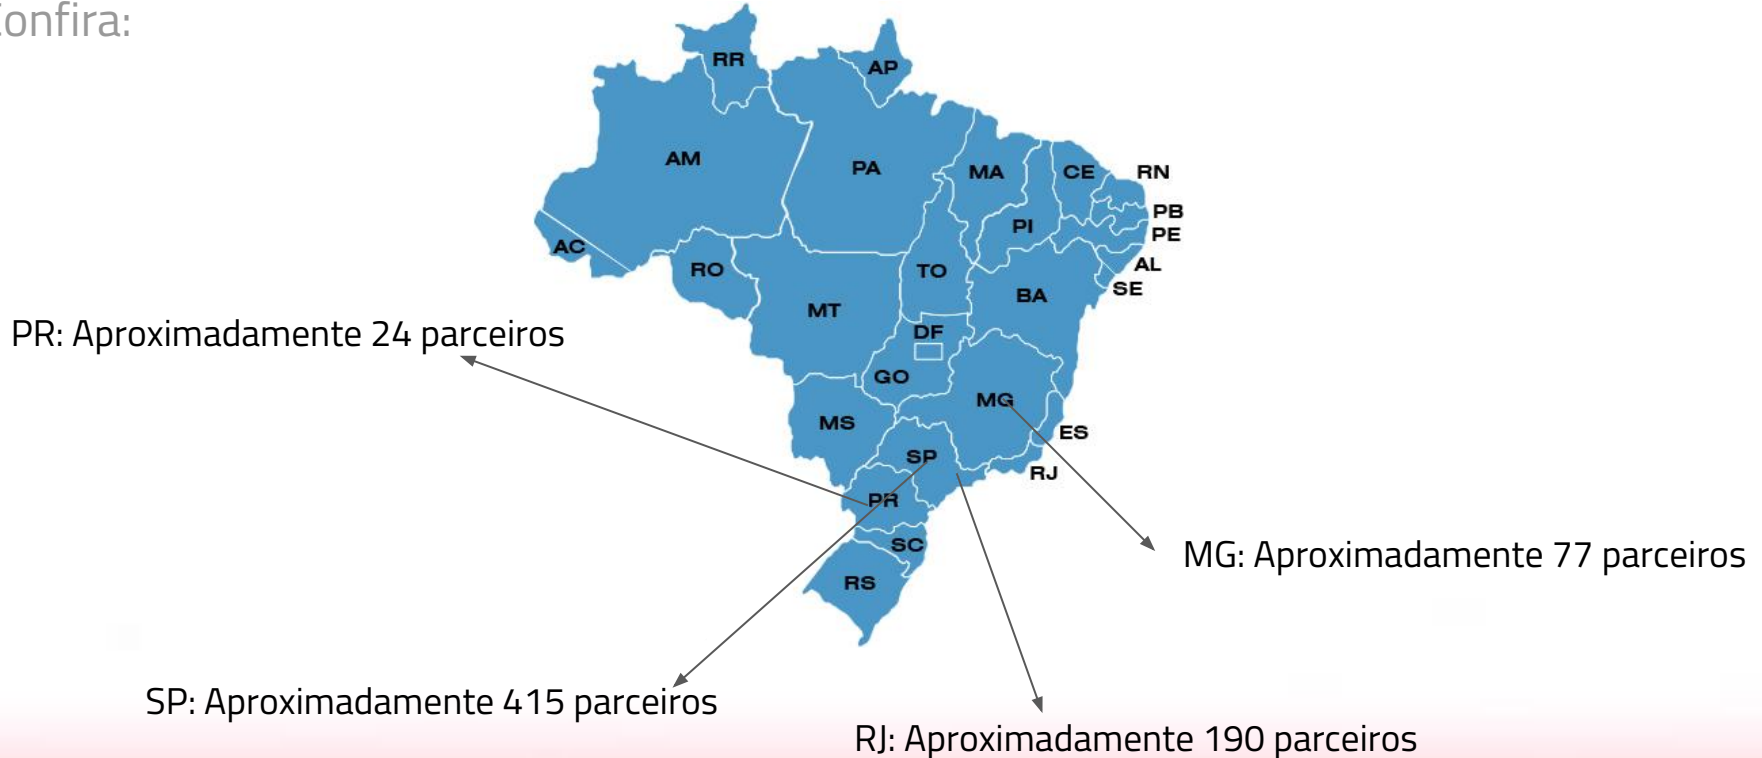 onfira:
RR
AP
AM
PA
MA
CE
RN
PB
PE
PI
AC
AL
RO
TO
SE
BA
MT
PR: Aproximadamente 24 parceiros
DF
GO
MG
MS
ES
SP
RJ
PR
SC
MG: Aproximadamente 77 parceiros
RS
SP: Aproximadamente 415 parceiros
RJ: Aproximadamente 190 parceiros